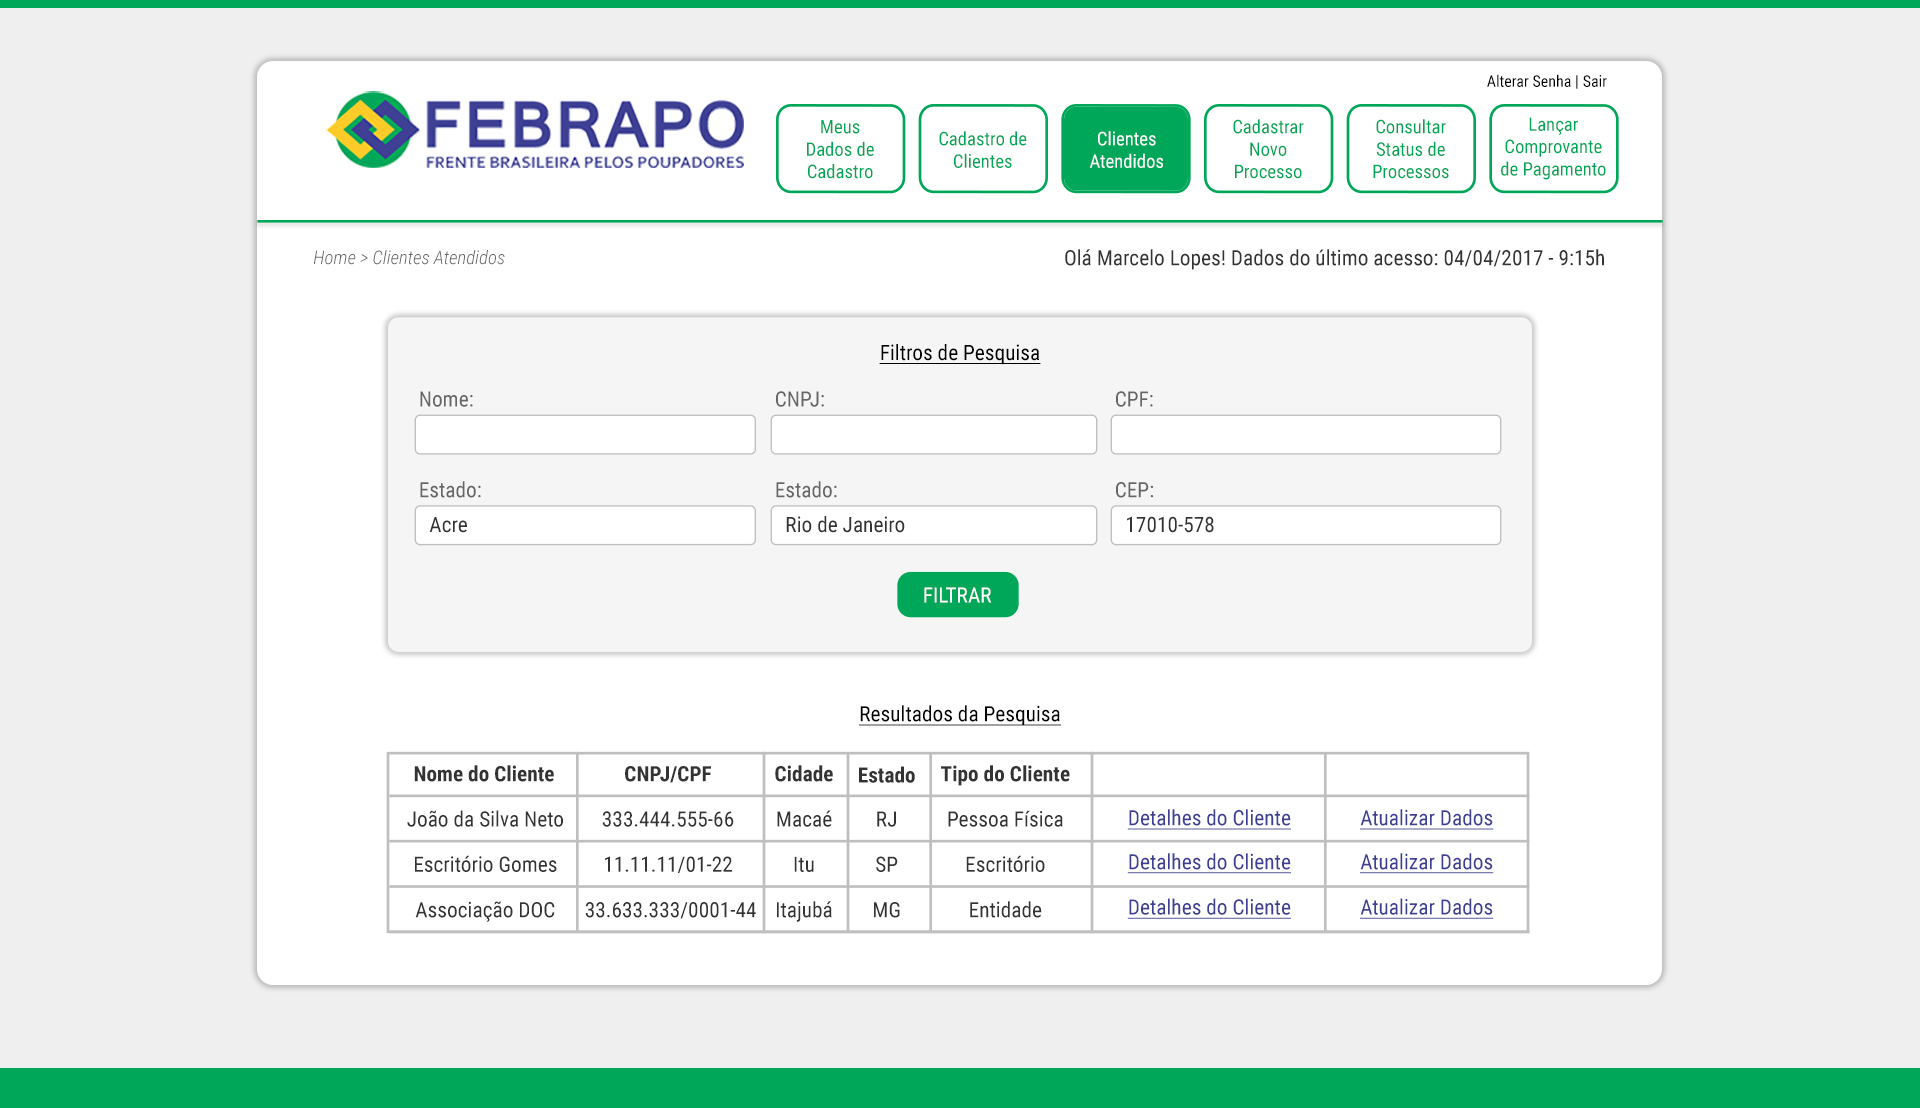 Alterar Senha | Sair
FEBRAPO
FRENTE BRASILEIRA PELOS POUPADORES
Meus
Dados de
Cadastro
Cadastro de
Clientes
Clientes
Atendidos
Cadastrar
Novo
Processo
Consultar
Status de
Processos
Lançar
Comprovante
de Pagamento
Home > Clientes Atendidos
Olá Marcelo Lopes! Dados do último acesso: 04/04/2017 - 9:15h
Filtros de Pesquisa
Nome: CNPJ: CPF:
Estado: Estado: CEP:
Acre Rio de Janeiro 17010-578
FILTRAR
Resultados da Pesquisa
Nome do Cliente CNPJ/CPF Cidade Estado Tipo do Cliente
João da Silva Neto 333.444.555-66 Macaé RJ Pessoa Física Detalhes do Cliente Atualizar Dados
Escritório Gomes 11.11.11/01-22 Itu SP Escritório Detalhes do Cliente Atualizar Dados
Associação DOC 33.633.333/0001-44 Itajubá MG Entidade Detalhes do Cliente Atualizar Dados